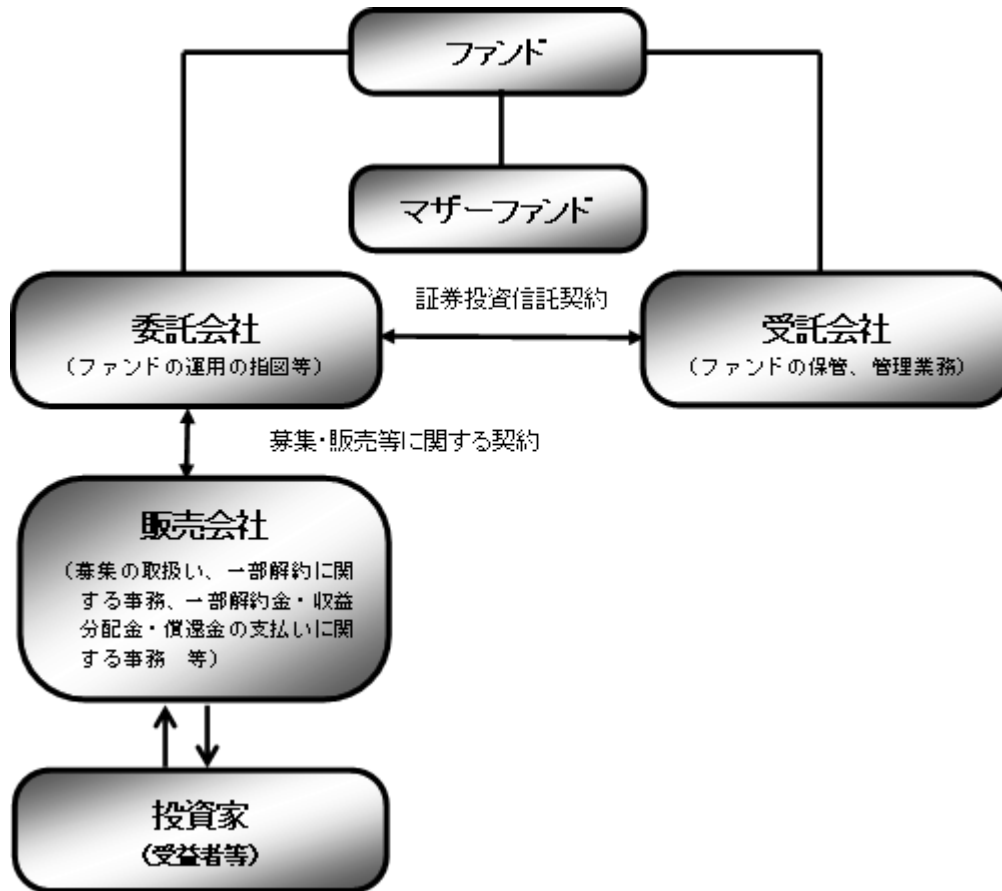 ファンド
マザーファンド
証券投資信託契約
委託会社
(ファンドの運用の指図等)
受託会社
(ファンドの保管、管理業務)
募集・販売等に関する契約
販売会社
(募集の取扱い、一部解約に関
する事務、一部解約金・収益
分配金・償還金の支払いに関
する事務　等)
投資家
(受益者等)